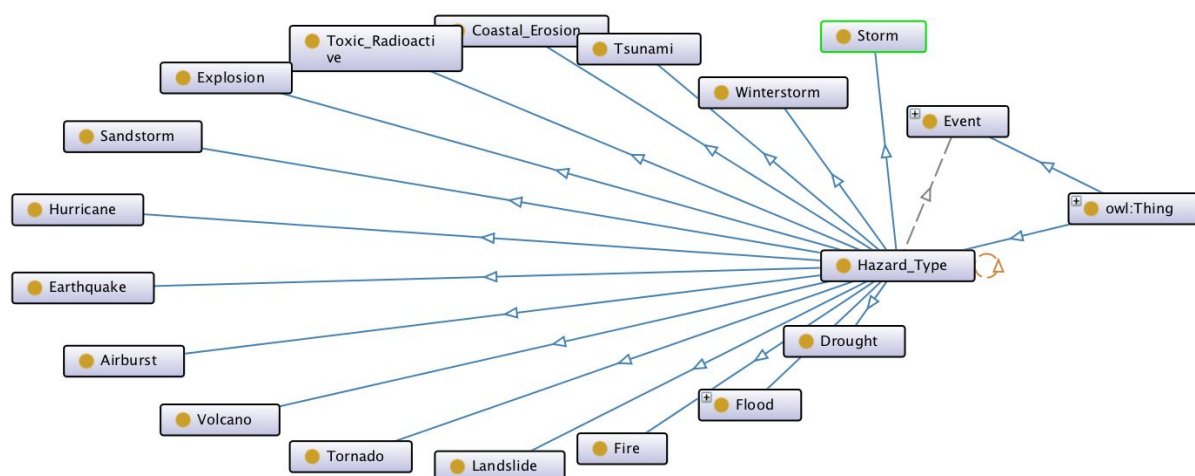 Coastal_Erosion
Storm
Toxic_Radioacti
ve
Tsunami
Explosion
Winterstorm
Event
Sandstorm
Hurricane
owl:Thing
Hazard_Type
Earthquake
Drought
Airburst
Flood
Volcano
Fire
Tornado
Landslide